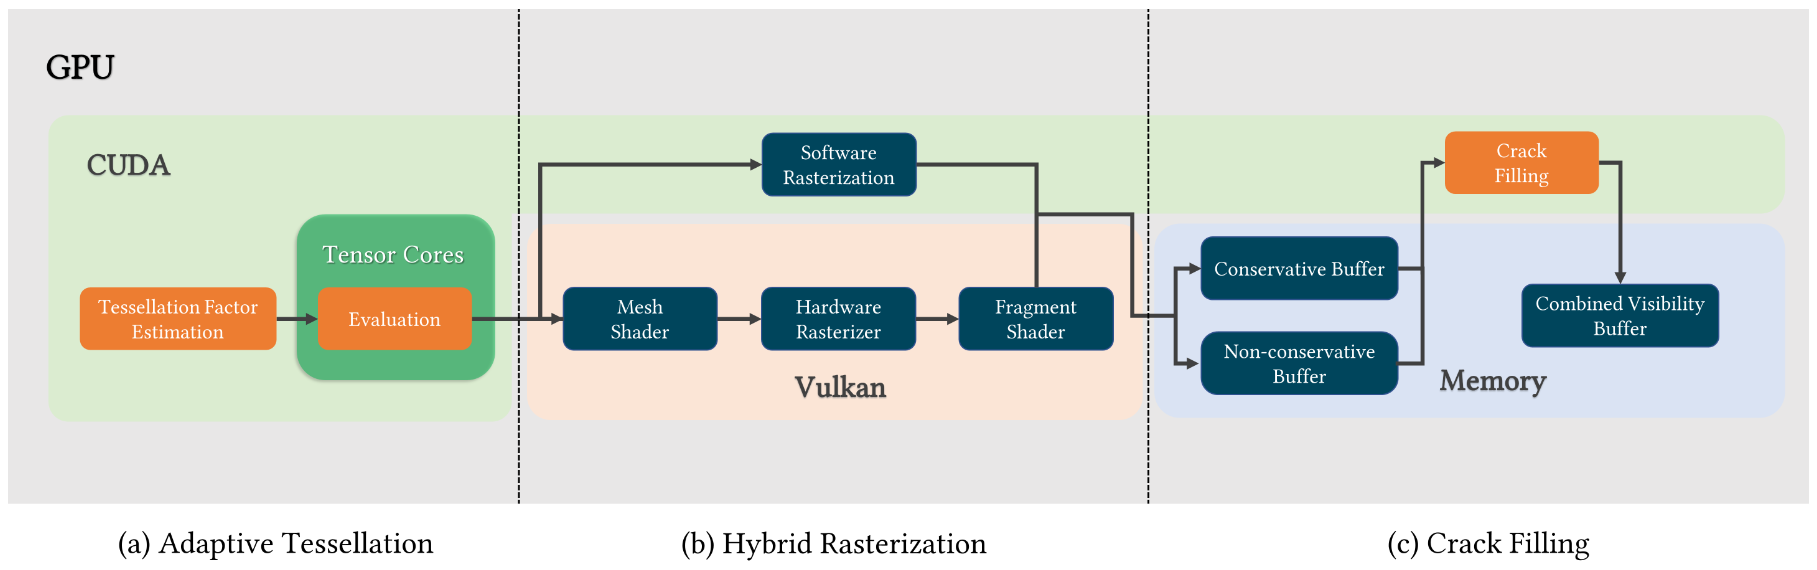 GPU
CUDA
Tensor Cores
Tessellation Factor
Estimation
Evaluation
Software
Rasterization
Mesh
Shader
Hardware
Rasterizer
Fragment
Shader
Vulkan
Crack
Filling
Conservative Buffer
Non-conservative
Buffer
Combined Visibility
Buffer
Memory
(a) Adaptive Tessellation
(b) Hybrid Rasterization
(c) Crack Filling